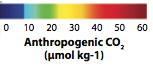 0 10 20 30 40 50 60
Anthropogenic CO₂
(μmol kg-1)